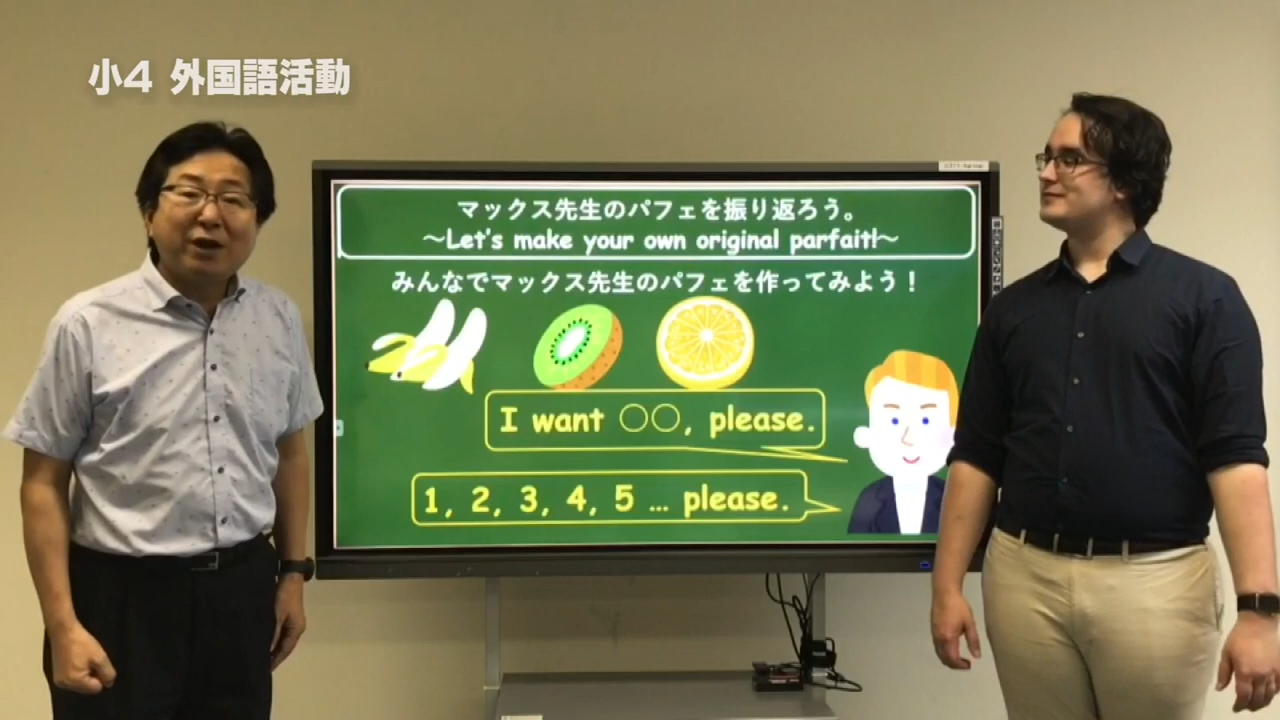 小4 外国語活動
マックス先生のパフェを振り返ろう。
～Let's make your own original parfait!～
みんなでマックス先生のパフェを作ってみよう！
I want ○○, please.
1, 2, 3, 4, 5 … please.